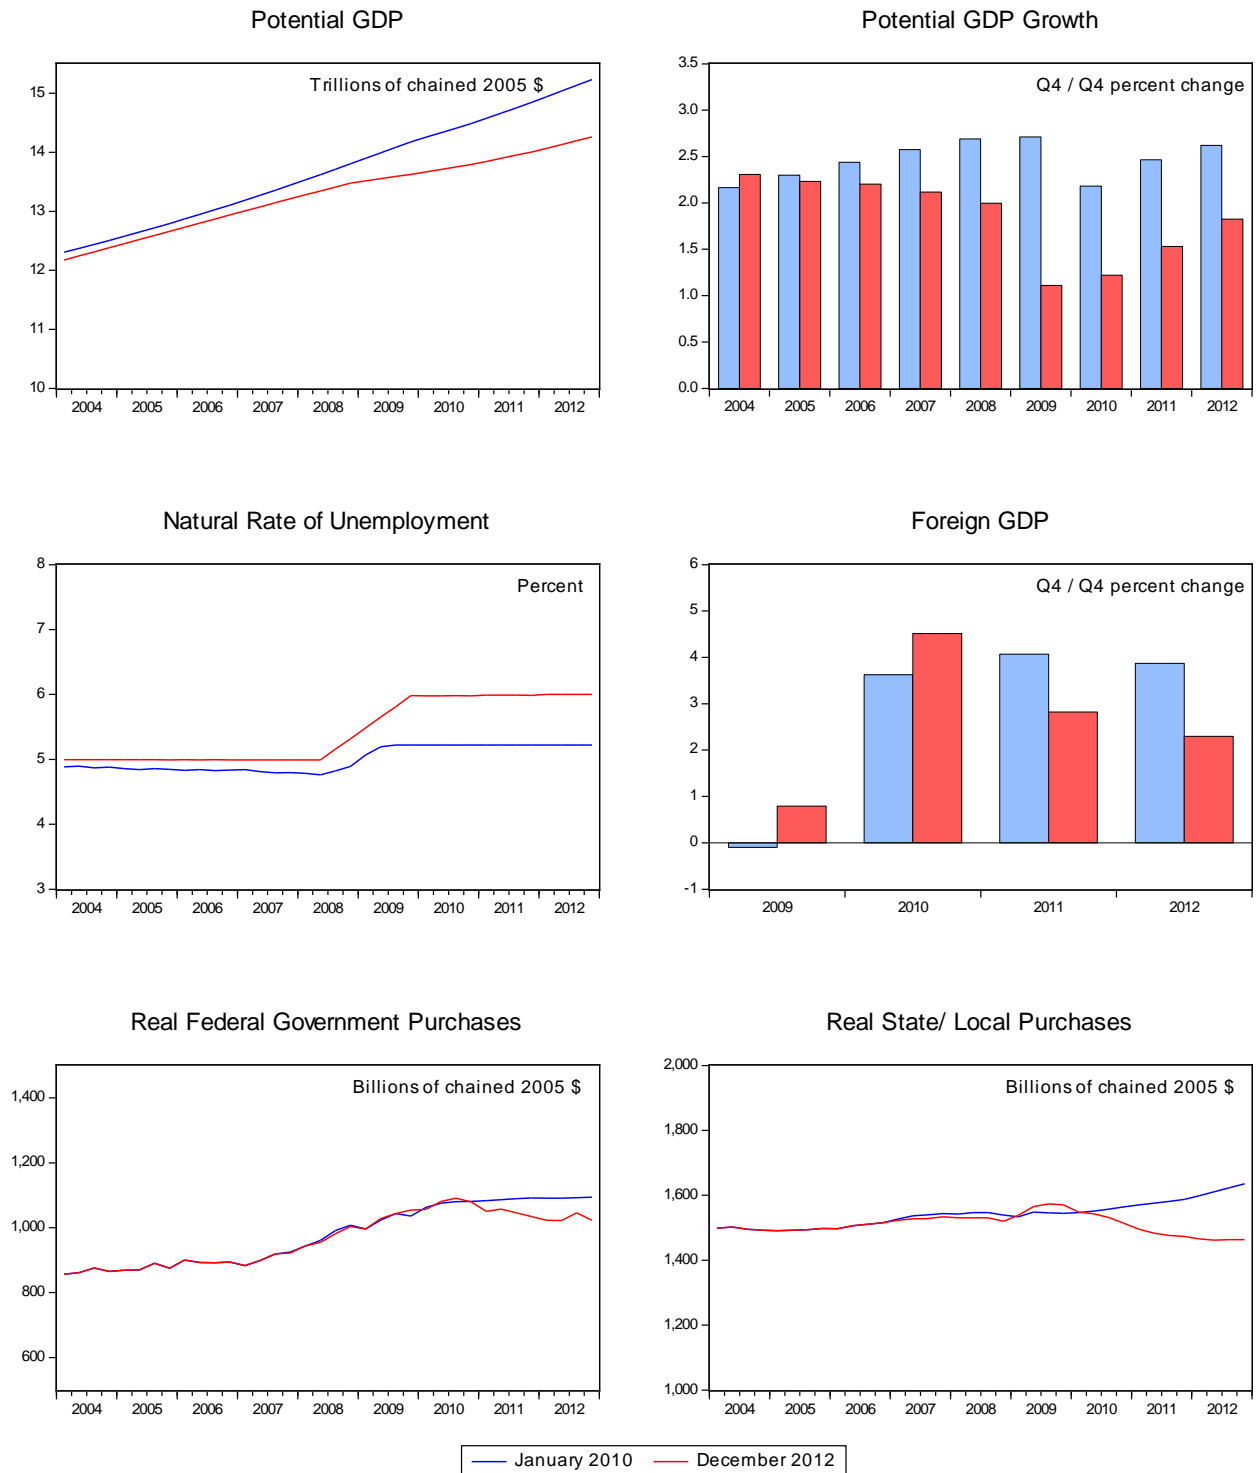 Potential GDP
Trillions of chained 2005 $
15
14
13
12
11
10
2004 2005 2006 2007 2008 2009 2010 2011 2012
Potential GDP Growth
Q4 / Q4 percent change
3.5
3.0
2.5
2.0
1.5
1.0
0.5
0.0
2004 2005 2006 2007 2008 2009 2010 2011 2012
Natural Rate of Unemployment
Percent
8
7
6
5
4
3
2004 2005 2006 2007 2008 2009 2010 2011 2012
Foreign GDP
Q4 / Q4 percent change
6
5
4
3
2
1
0
-1
2009 2010 2011 2012
Real Federal Government Purchases
Billions of chained 2005 $
1,400
1,200
1,000
800
600
2004 2005 2006 2007 2008 2009 2010 2011 2012
Real State/ Local Purchases
Billions of chained 2005 $
2,000
1,800
1,600
1,400
1,200
1,000
2004 2005 2006 2007 2008 2009 2010 2011 2012
January 2010 December 2012